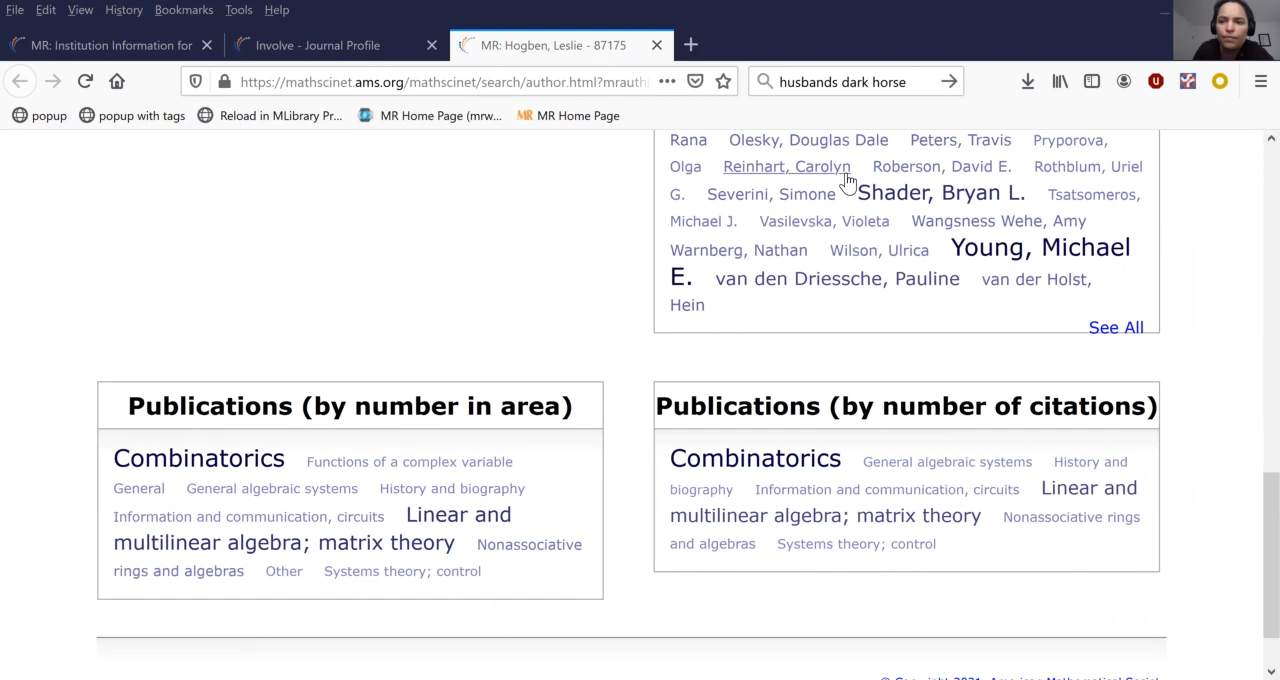 File Edit View History Bookmarks Tools Help
MR: Institution Information for
Involve - Journal Profile
MR: Hogben, Leslie - 87175
https://mathscinet.ams.org/mathscinet/search/author.html?mrauth
husbands dark horse
popup
popup with tags
Reload in MLibrary Pr...
MR Home Page (mrw...
MR MR Home Page
Rana Olesky, Douglas Dale Peters, Travis Pryporova,
Olga Reinhart, Carolyn Roberson, David E. Rothblum, Uriel
G. Severini, Simone Shader, Bryan L. Tsatsomeros,
Michael J. Vasilevska, Violeta Wangsness Wehe, Amy
Warnberg, Nathan Wilson, Ulrica Young, Michael
E. van den Driessche, Pauline van der Holst,
Hein
See All
Publications (by number in area)
Combinatorics Functions of a complex variable
General General algebraic systems History and biography
Information and communication, circuits Linear and
multilinear algebra; matrix theory Nonassociative
rings and algebras Other Systems theory; control
Publications (by number of citations)
Combinatorics General algebraic systems History and
biography Information and communication, circuits Linear and
multilinear algebra; matrix theory Nonassociative rings
and algebras Systems theory; control
© Copyright 2021, American Mathematical Societ